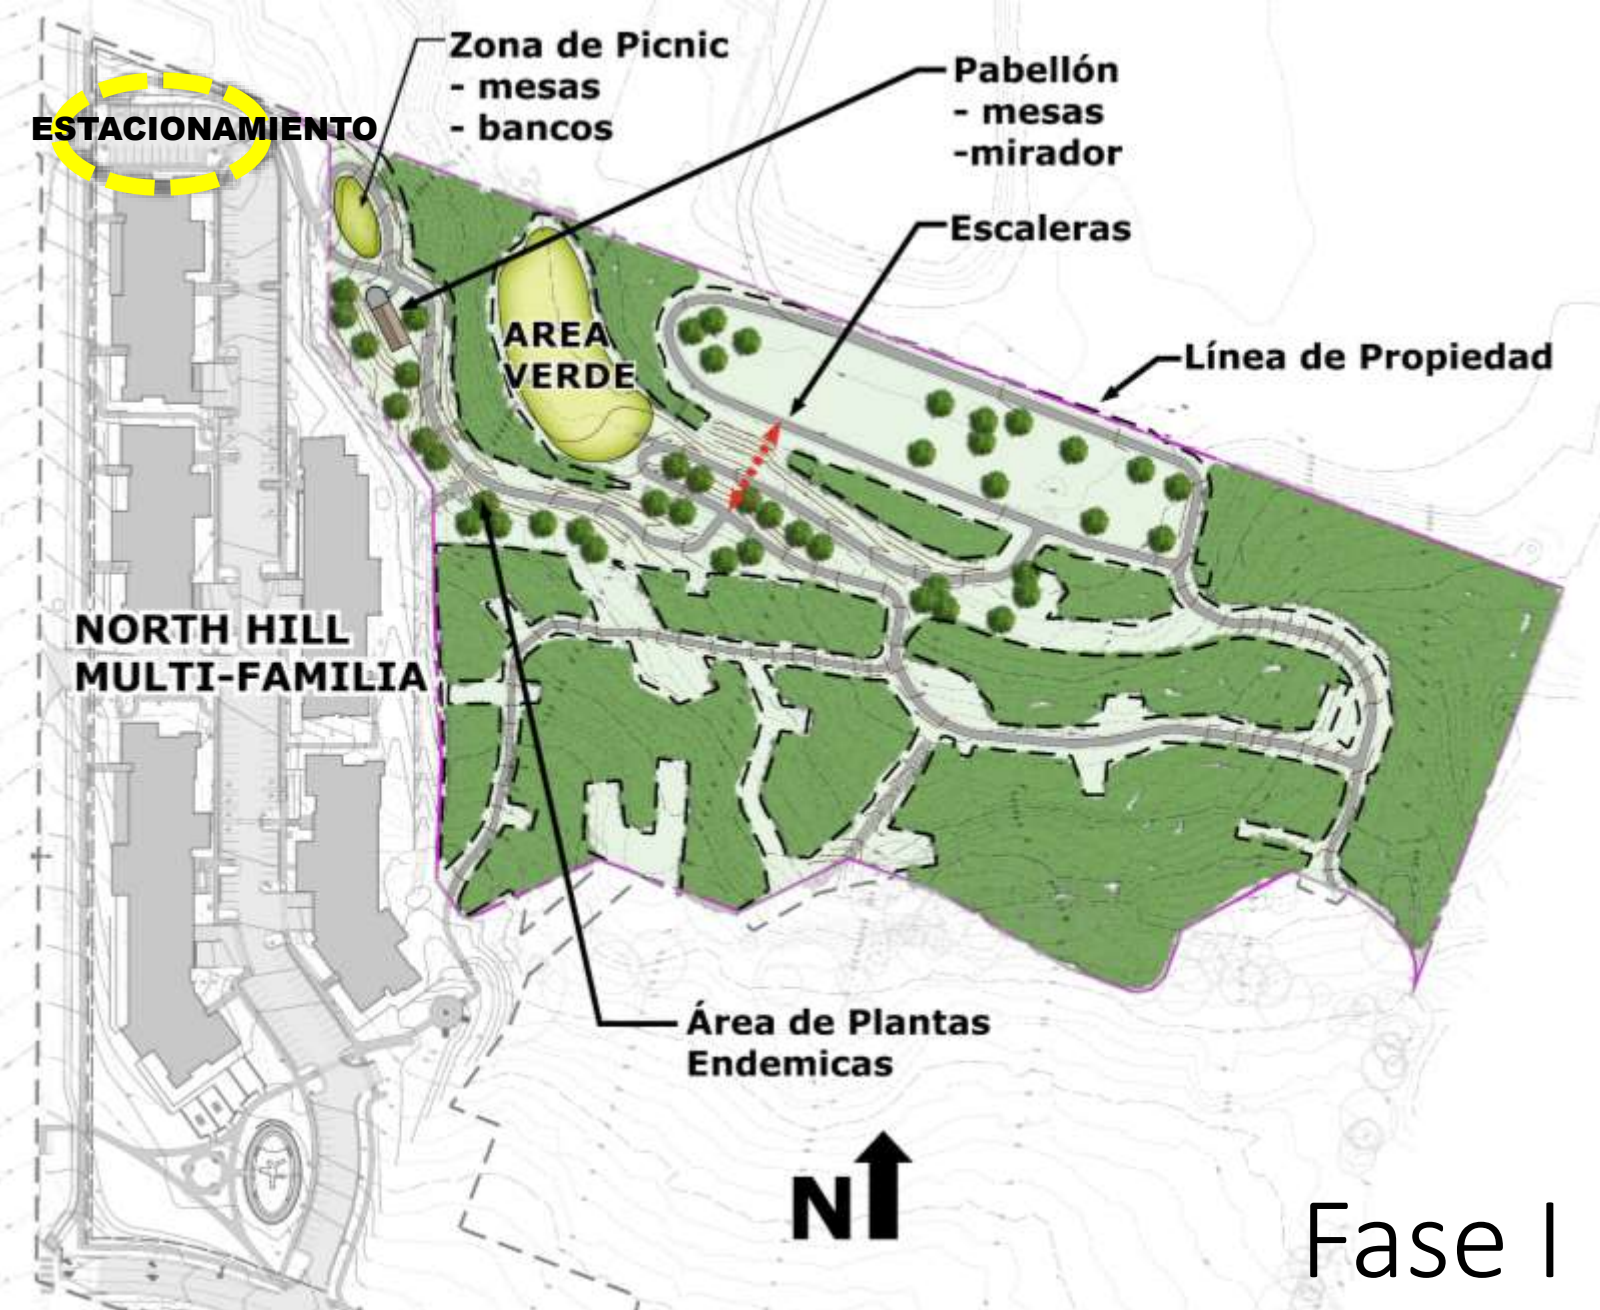 Zona de Picnic
- mesas
- bancos
Pabellón
- mesas
-mirador
ESTACIONAMIENTO
Escaleras
AREA
VERDE
Línea de Propiedad
NORTH HILL
MULTI-FAMILIA
Área de Plantas
Endemicas
N
Fase I